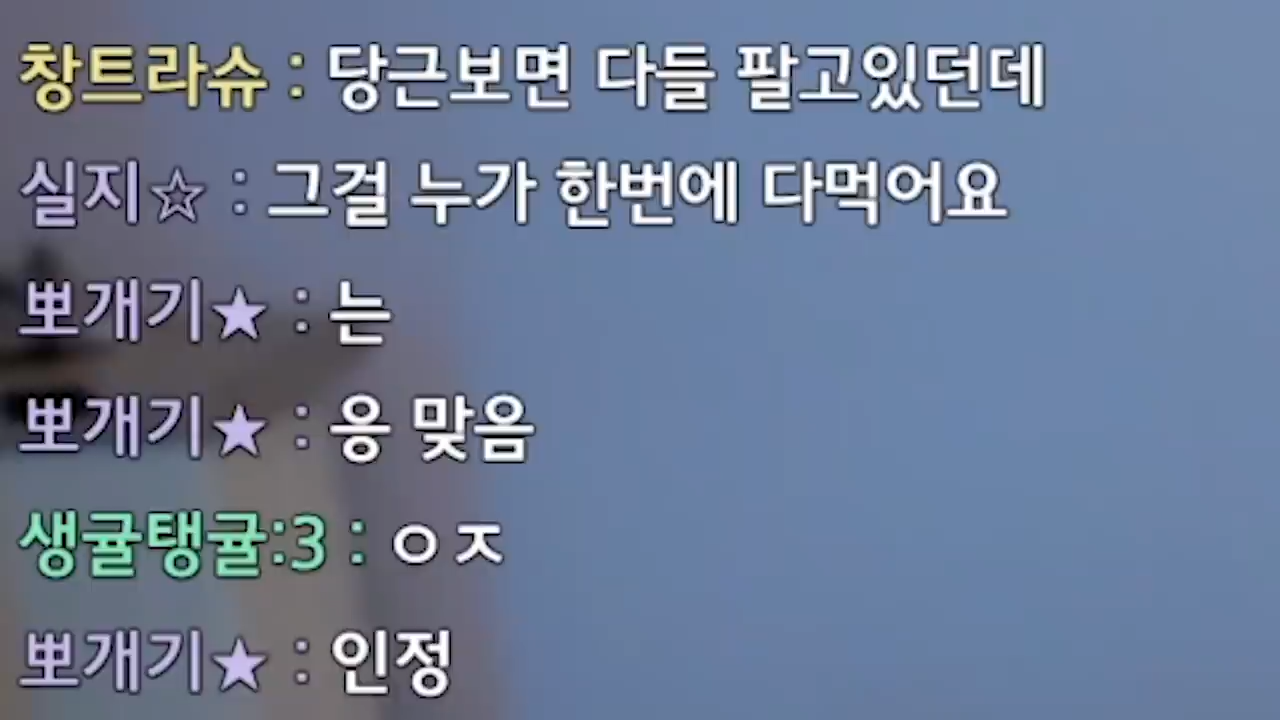 창트라슈 : 당근보면 다들 팔고있던데
실지☆ : 그걸 누가 한번에 다먹어요
뽀개기★ : 는
뽀개기★ : 응 맞음
생귤탱귤:3 : ㅇㅈ
뽀개기★ : 인정